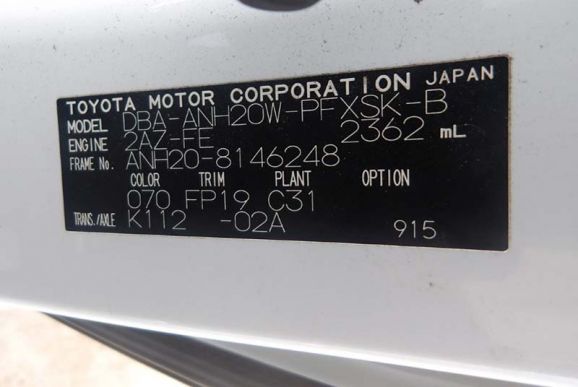 TOYOTA MOTOR CORPORATION JAPAN
MODEL DBA-ANH20W-PFXSK-B
ENGINE 2AZ-FE 2362 mL
FRAME No. ANH20-8146248
COLOR TRIM PLANT OPTION
070 FP19 C31
TRANS./AXLE K112 -02A 915